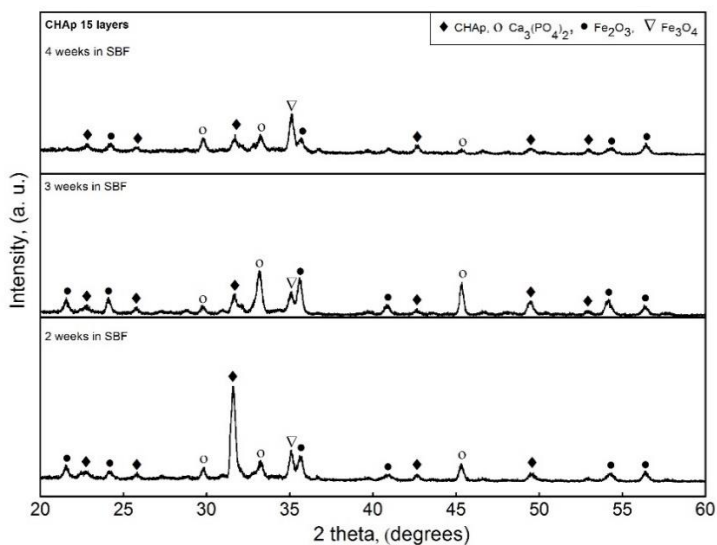 CHAp 15 layers
♦ CHAp, o Ca3(PO4)2, ● Fe2O3, ∇ Fe3O4
4 weeks in SBF
3 weeks in SBF
2 weeks in SBF
Intensity, (a. u.)
20 25 30 35 40 45 50 55 60
2 theta, (degrees)